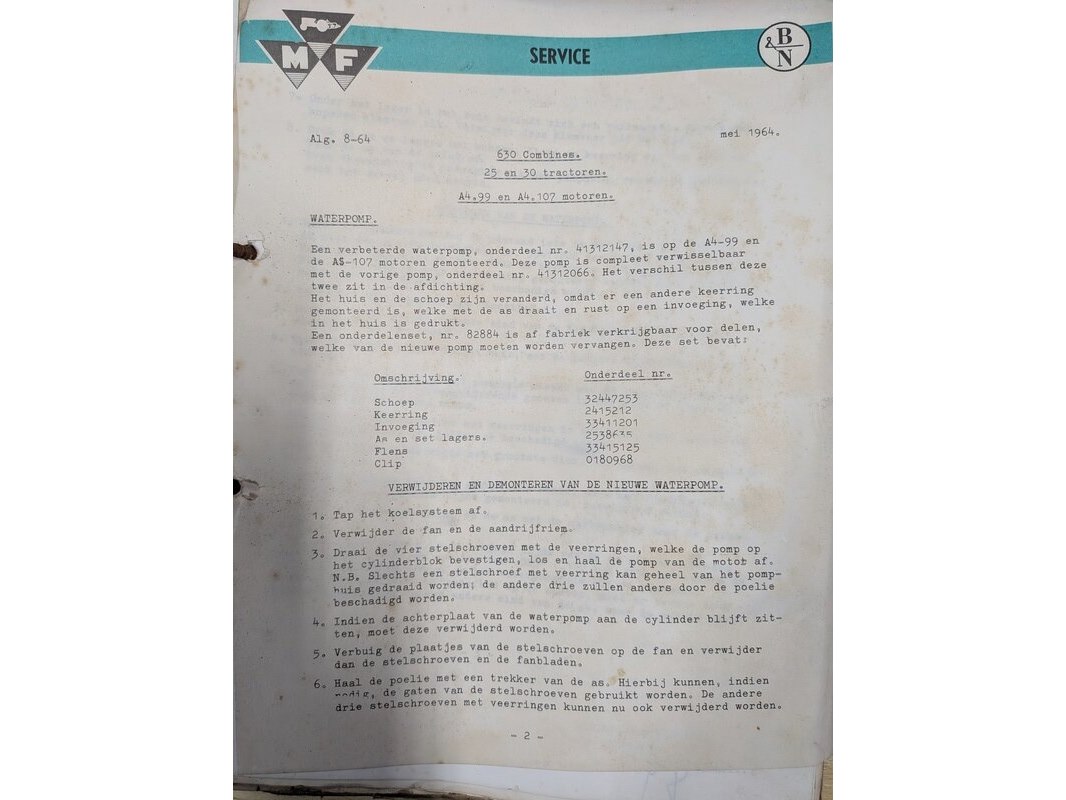 MF
SERVICE
B & N
Alg. 8-64
mei 1964.
630 Combines.
25 en 30 tractoren.
A4.99 en A4.107 motoren.
WATERPOMP.
Een verbeterde waterpomp, onderdeel nr. 41312147, is op de A4-99 en
de A$-107 motoren gemonteerd. Deze pomp is compleet verwisselbaar
met de vorige pomp, onderdeel nr. 41312066. Het verschil tussen deze
twee zit in de afdichting.
Het huis en de schoep zijn veranderd, omdat er een andere keerring
gemonteerd is, welke met de as draait en rust op een invoeging, welke
in het huis is gedrukt.
Een onderdelenset, nr. 82884 is af fabriek verkrijgbaar voor delen,
welke van de nieuwe pomp moeten worden vervangen. Deze set bevat:
Omschrijving. Onderdeel nr.
Schoep 32447253
Keerring 2415212
Invoeging 33411201
As en set lagers.
Flens 33415125
Clip 0180968
VERWIJDEREN EN DEMONTEREN VAN DE NIEUWE WATERPOMP.
1. Tap het koelsysteem af.
2. Verwijder de fan en de aandrijfriem.
3. Draai de vier stelschroeven met de veerringen, welke de pomp op
het cylinderblok bevestigen, los en haal de pomp van de motor af.
N.B. Slechts een stelschroef met veerring kan geheel van het pomp-
huis gedraaid worden; de andere drie zullen anders door de poelie
beschadigd worden.
4. Indien de achterplaat van de waterpomp aan de cylinder blijft zit-
ten, moet deze verwijderd worden.
5. Verbuig de plaatjes van de stelschroeven op de fan en verwijder
dan de stelschroeven en de fanbladen.
6. Haal de poelie met een trekker van de as. Hierbij kunnen, indien
nodig, de gaten van de stelschroeven gebruikt worden. De andere
drie stelschroeven met veerringen kunnen nu ook verwijderd worden.
- 2 -